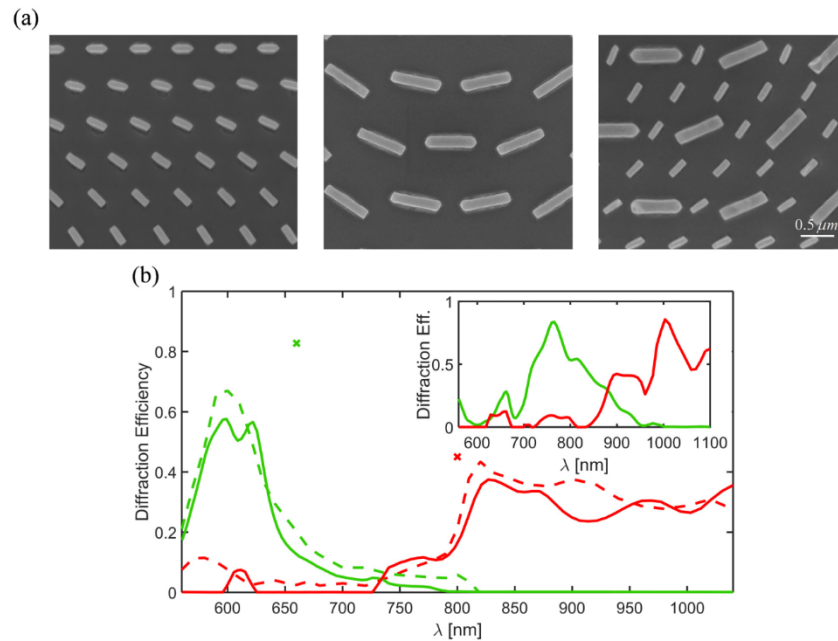 (a)
0.5 μm
(b)
1
0.8
0.6
0.4
0.2
0
Diffraction Efficiency
600
650
700
750
800
850
900
950
1000
λ [nm]
1
0.5
0
Diffraction Eff.
600 700 800 900 1000 1100
λ [nm]